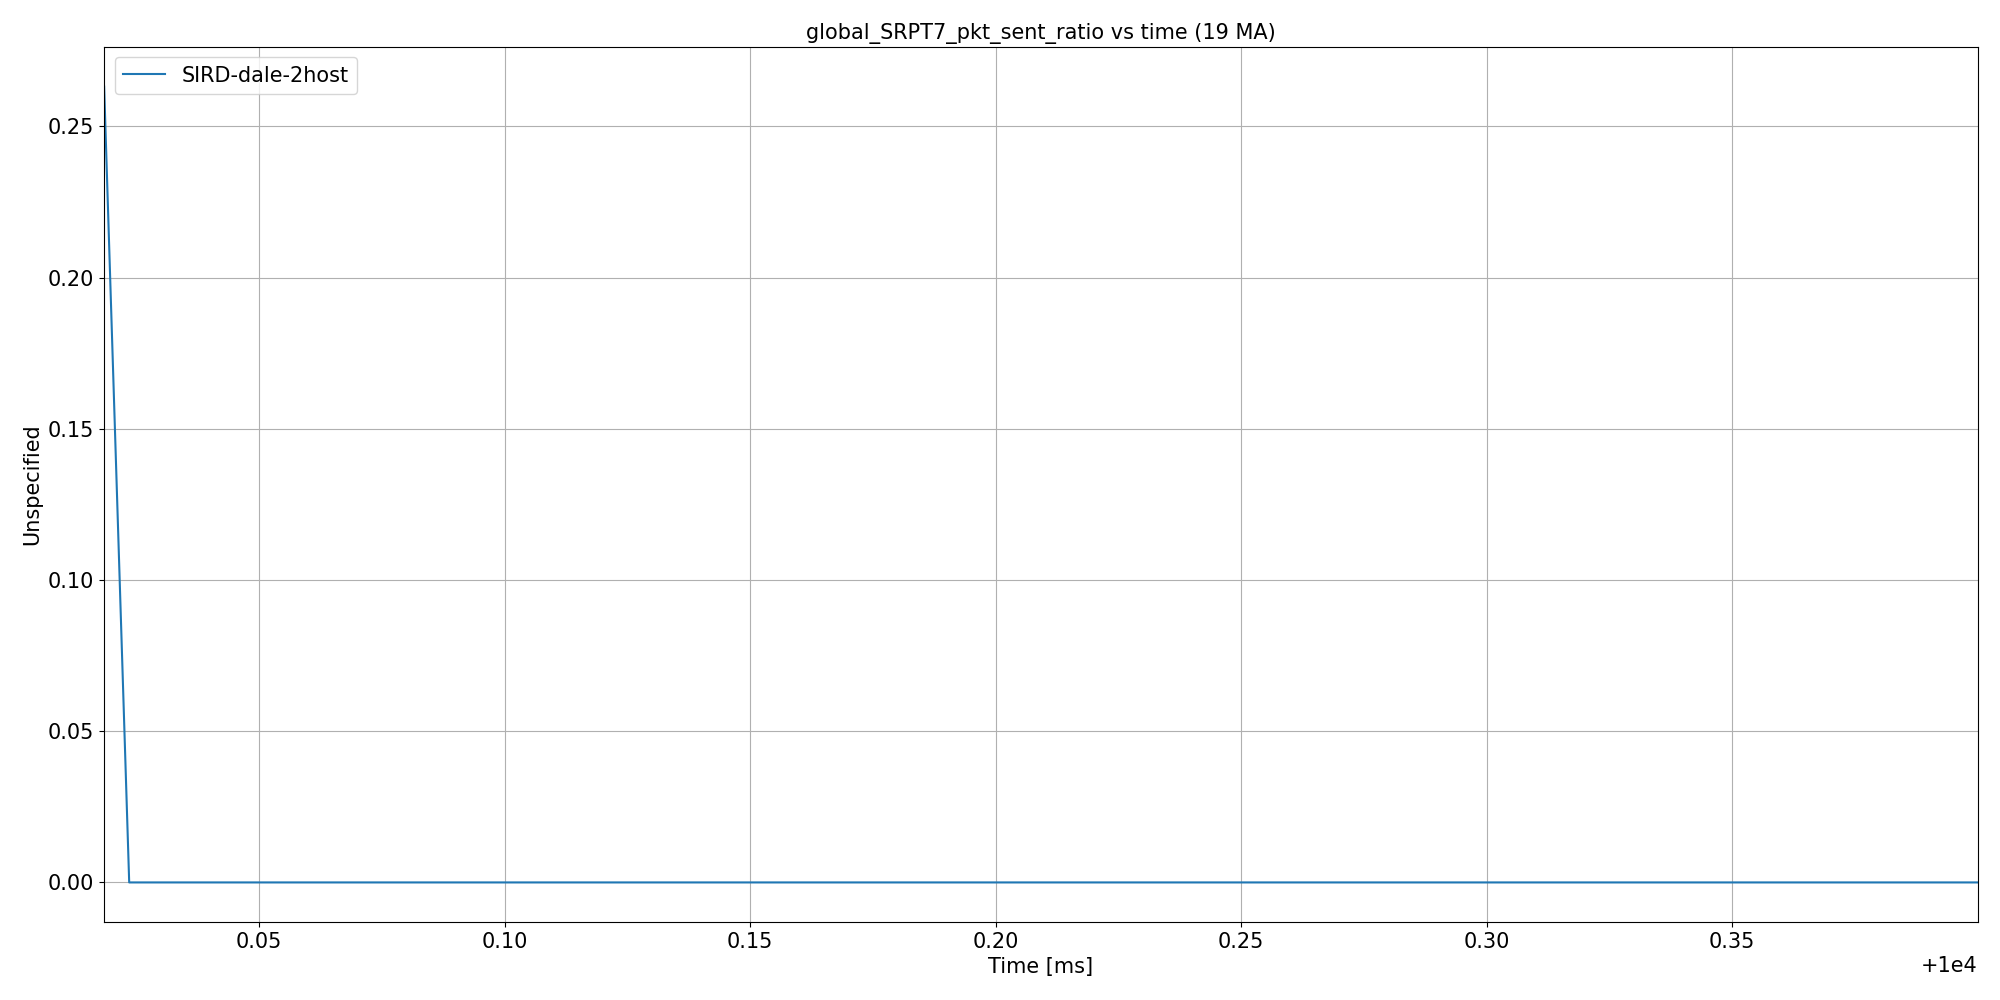 global_SRPT7_pkt_sent_ratio vs time (19 MA)
SIRD-dale-2host
0.25
0.20
0.15
0.10
0.05
0.00
Unspecified
0.05 0.10 0.15 0.20 0.25 0.30 0.35
Time [ms]
+1e4